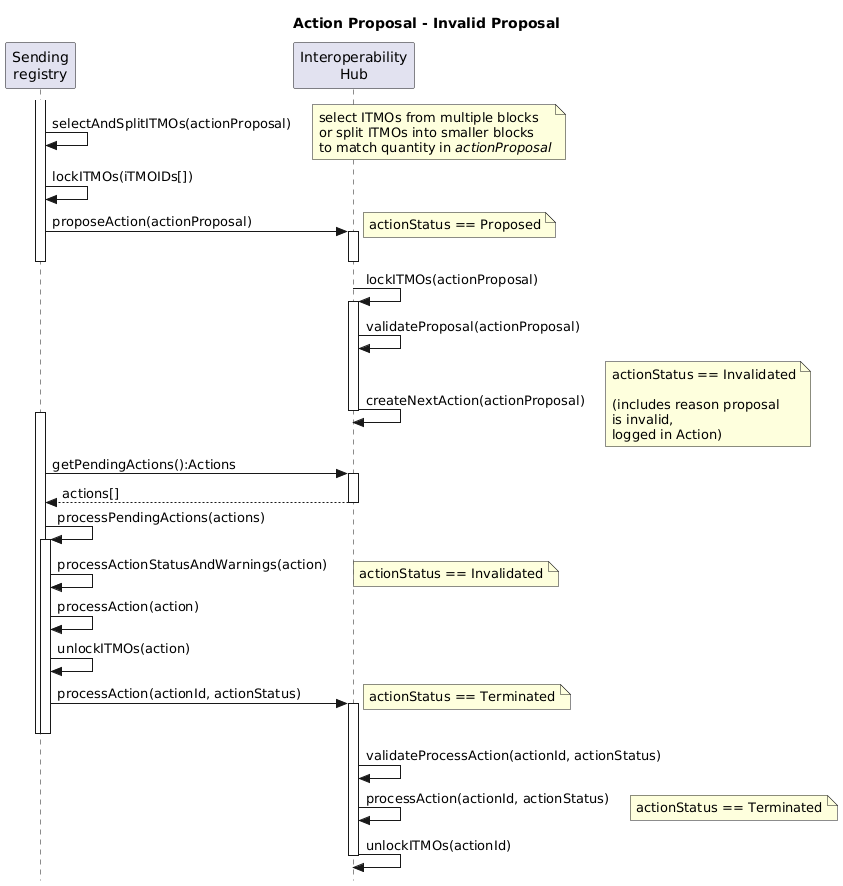 Action Proposal - Invalid Proposal
Sending
registry
Interoperability
Hub
selectAndSplitITMOs(actionProposal)
select ITMOs from multiple blocks
or split ITMOs into smaller blocks
to match quantity in actionProposal
lockITMOs(iTMOIDs[])
proposeAction(actionProposal)
actionStatus == Proposed
lockITMOs(actionProposal)
validateProposal(actionProposal)
createNextAction(actionProposal)
actionStatus == Invalidated
(includes reason proposal
is invalid,
logged in Action)
getPendingActions():Actions
actions[]
processPendingActions(actions)
processActionStatusAndWarnings(action)
actionStatus == Invalidated
processAction(action)
unlockITMOs(action)
processAction(actionId, actionStatus)
actionStatus == Terminated
validateProcessAction(actionId, actionStatus)
processAction(actionId, actionStatus)
actionStatus == Terminated
unlockITMOs(actionId)